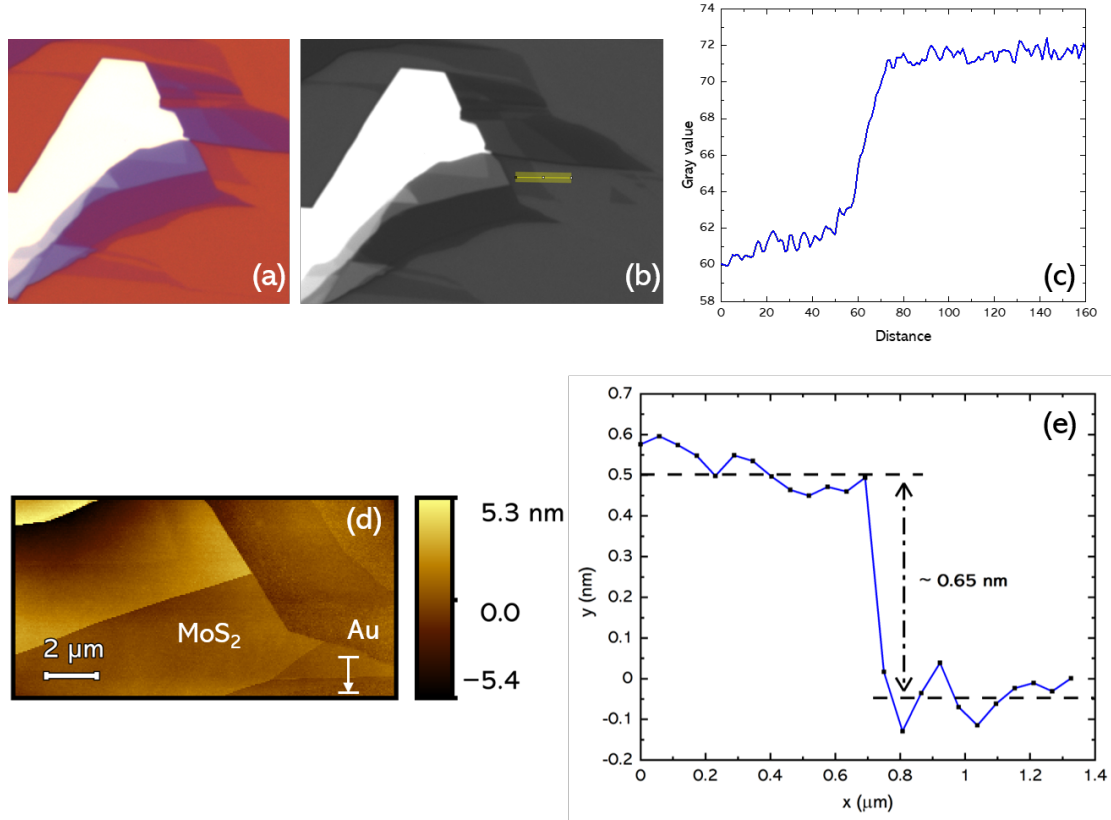 (a)
(b)
74
72
70
68
66
64
62
60
58
Gray value
0
20
40
60
80
100
120
140
160
Distance
(c)
(d)
MoS₂
Au
2 μm
5.3 nm
0.0
−5.4
(e)
0.7
0.6
0.5
0.4
0.3
0.2
0.1
0
-0.1
-0.2
y (nm)
~ 0.65 nm
0
0.2
0.4
0.6
0.8
1
1.2
1.4
x (μm)